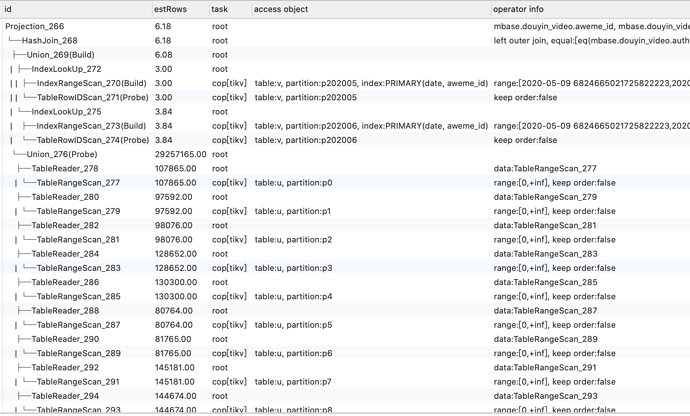 id estRows task access object operator info
Projection_266 6.18 root mbase.douyin_video.aweme_id, mbase.douyin_vide
└─HashJoin_268 6.18 root left outer join, equal:[eq(mbase.douyin_video.auth
├─Union_269(Build) 6.08 root
│ ├─IndexLookUp_272 3.00 root
│ │ ├─IndexRangeScan_270(Build) 3.00 cop[tikv] table:v, partition:p202005, index:PRIMARY(date, aweme_id) range:[2020-05-09 6824665021725822223,2020
│ │ └─TableRowIDScan_271(Probe) 3.00 cop[tikv] table:v, partition:p202005 keep order:false
│ └─IndexLookUp_275 3.84 root
│ ├─IndexRangeScan_273(Build) 3.84 cop[tikv] table:v, partition:p202006, index:PRIMARY(date, aweme_id) range:[2020-05-09 6824665021725822223,2020
│ └─TableRowIDScan_274(Probe) 3.84 cop[tikv] table:v, partition:p202006 keep order:false
└─Union_276(Probe) 29257165.00 root
├─TableReader_278 107865.00 root data:TableRangeScan_277
│ └─TableRangeScan_277 107865.00 cop[tikv] table:u, partition:p0 range:[0,+inf], keep order:false
├─TableReader_280 97592.00 root data:TableRangeScan_279
│ └─TableRangeScan_279 97592.00 cop[tikv] table:u, partition:p1 range:[0,+inf], keep order:false
├─TableReader_282 98076.00 root data:TableRangeScan_281
│ └─TableRangeScan_281 98076.00 cop[tikv] table:u, partition:p2 range:[0,+inf], keep order:false
├─TableReader_284 128652.00 root data:TableRangeScan_283
│ └─TableRangeScan_283 128652.00 cop[tikv] table:u, partition:p3 range:[0,+inf], keep order:false
├─TableReader_286 130300.00 root data:TableRangeScan_285
│ └─TableRangeScan_285 130300.00 cop[tikv] table:u, partition:p4 range:[0,+inf], keep order:false
├─TableReader_288 80764.00 root data:TableRangeScan_287
│ └─TableRangeScan_287 80764.00 cop[tikv] table:u, partition:p5 range:[0,+inf], keep order:false
├─TableReader_290 81765.00 root data:TableRangeScan_289
│ └─TableRangeScan_289 81765.00 cop[tikv] table:u, partition:p6 range:[0,+inf], keep order:false
├─TableReader_292 145181.00 root data:TableRangeScan_291
│ └─TableRangeScan_291 145181.00 cop[tikv] table:u, partition:p7 range:[0,+inf], keep order:false
├─TableReader_294 144674.00 root data:TableRangeScan_293
│ └─TableRangeScan_293 144674.00 cop[tikv] table:u, partition:p8 range:[0,+inf], keep order:false